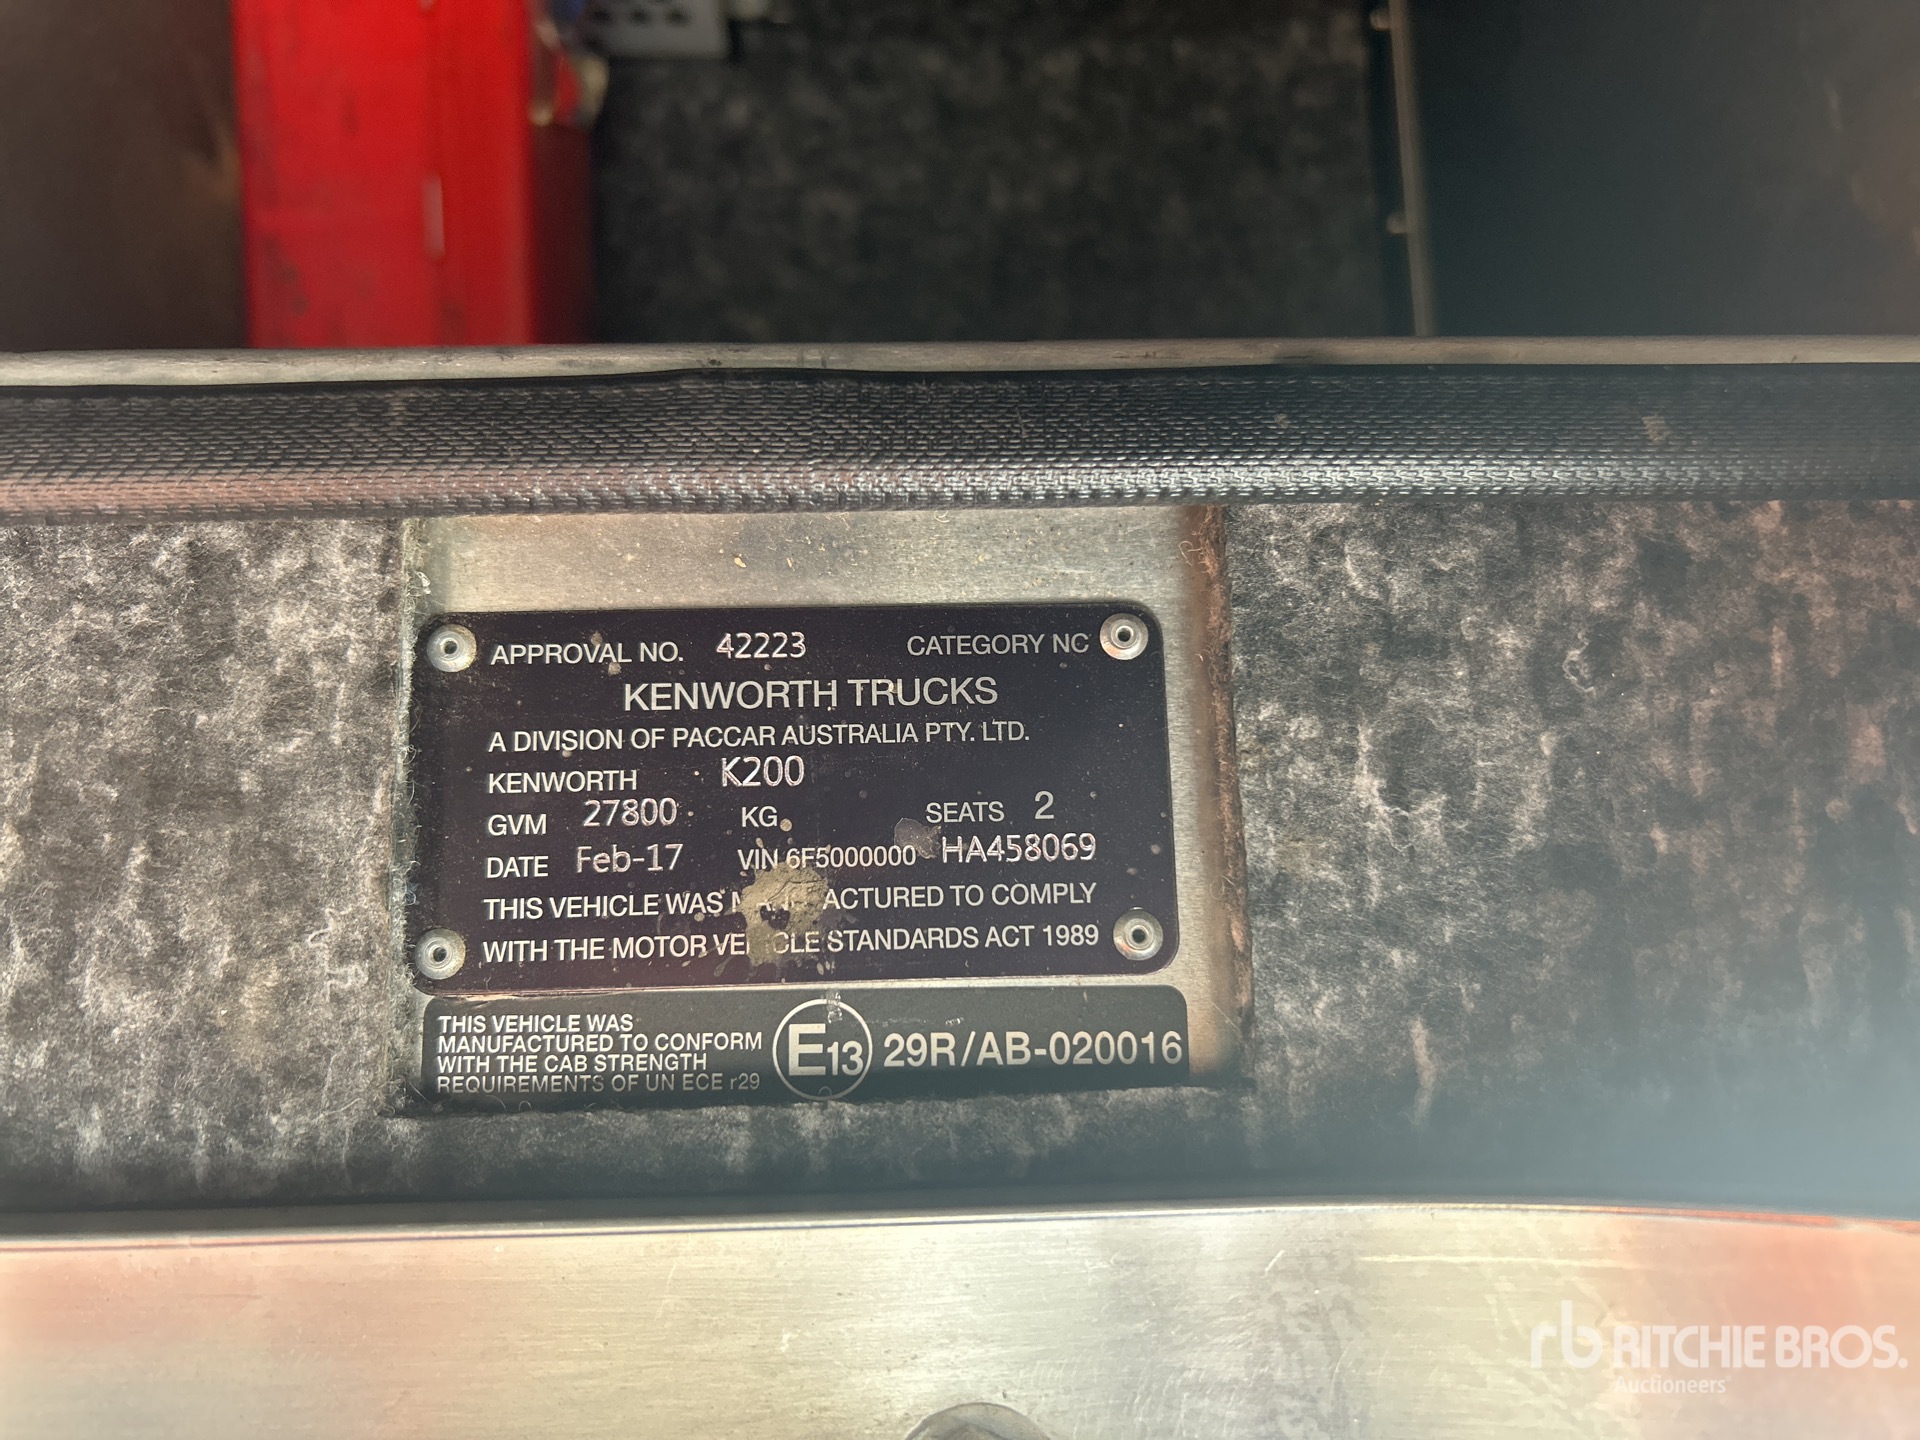 APPROVAL NO. 42223 CATEGORY NC
KENWORTH TRUCKS
A DIVISION OF PACCAR AUSTRALIA PTY. LTD.
KENWORTH K200
GVM 27800 KG SEATS 2
DATE Feb-17 VIN 6F5000000 HA458069
THIS VEHICLE WAS MANUFACTURED TO COMPLY
WITH THE MOTOR VEHICLE STANDARDS ACT 1989
THIS VEHICLE WAS
MANUFACTURED TO CONFORM
WITH THE CAB STRENGTH
REQUIREMENTS OF UN ECE r29
E13 29R/AB-020016
rb RITCHIE BROS.
Auctioneers